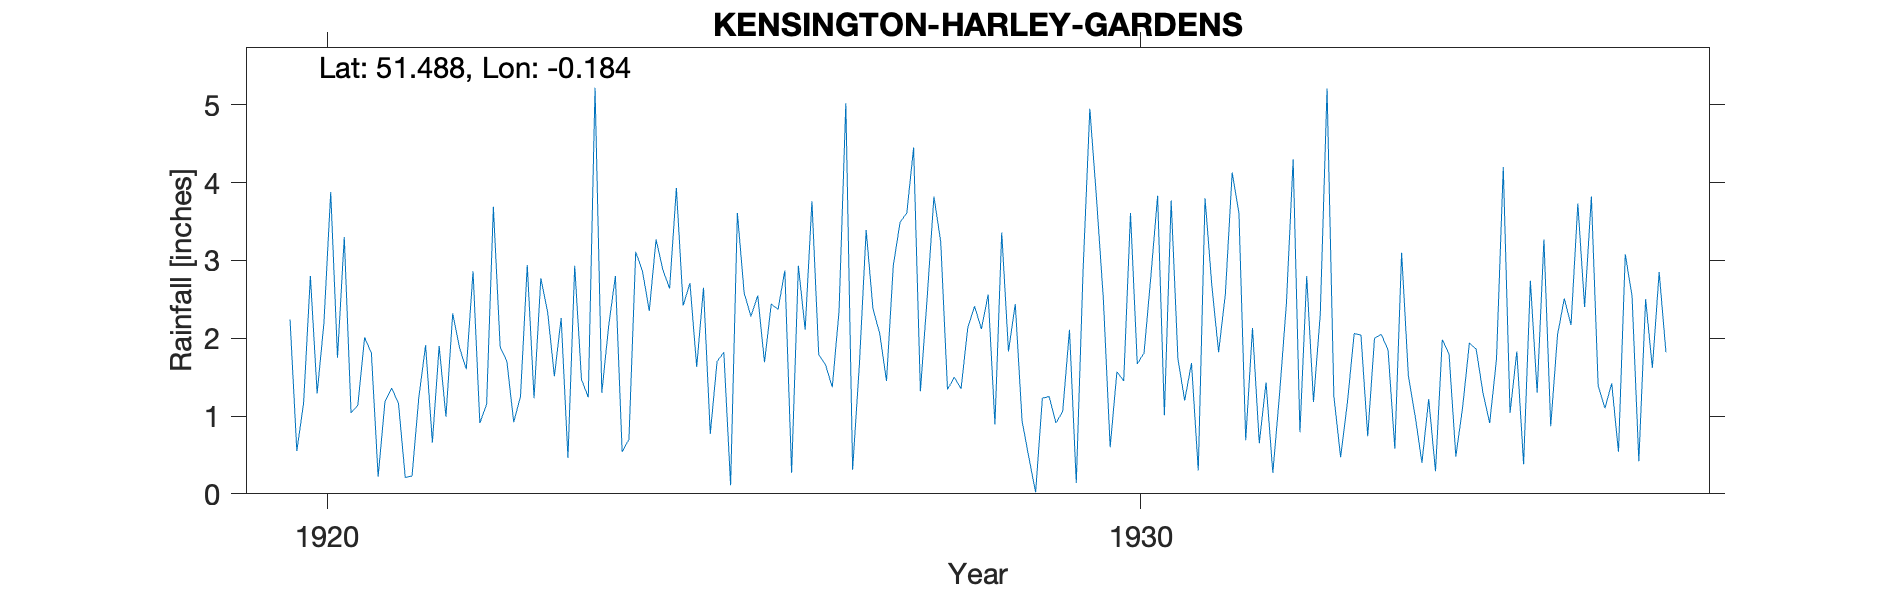 KENSINGTON-HARLEY-GARDENS
Lat: 51.488, Lon: -0.184
Rainfall [inches]
5
4
3
2
1
0
1920 1930
Year